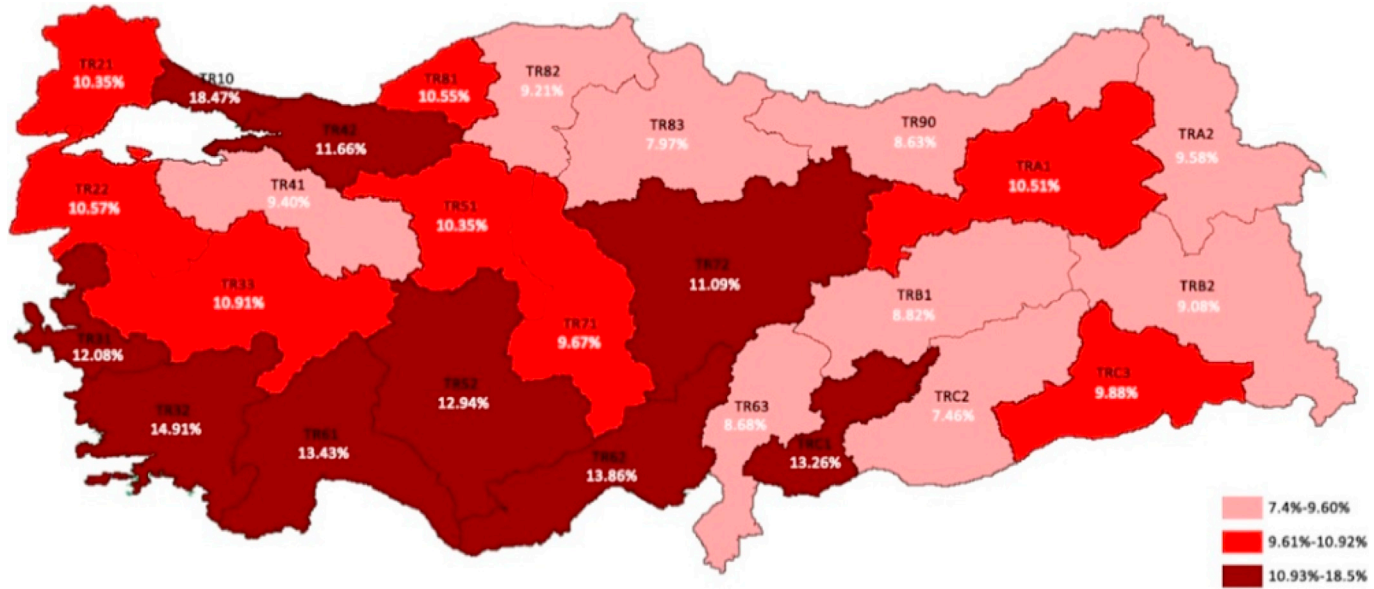 TR21
10.35%
TR10
18.47%
TR81
10.55%
TR82
9.21%
TR42
11.66%
TR83
7.97%
TR90
8.63%
TRA2
9.58%
TRA1
10.51%
TR22
10.57%
TR41
9.40%
TR51
10.35%
TR33
10.91%
TR72
11.09%
TRB1
8.82%
TRB2
9.08%
TR31
12.08%
TR71
9.67%
TR52
12.94%
TRC3
9.88%
TR32
14.91%
TR63
8.68%
TRC2
7.46%
TR61
13.43%
TR62
13.86%
TRC1
13.26%
7.4%-9.60%
9.61%-10.92%
10.93%-18.5%